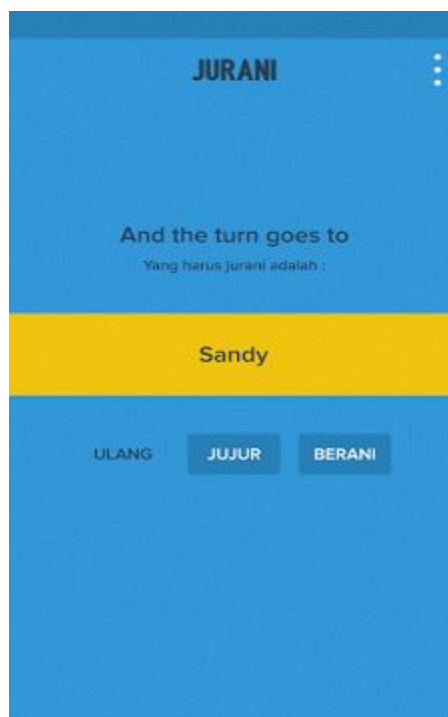 JURANI
And the turn goes to
Yang harus jurani adalah :
Sandy
ULANG JUJUR BERANI